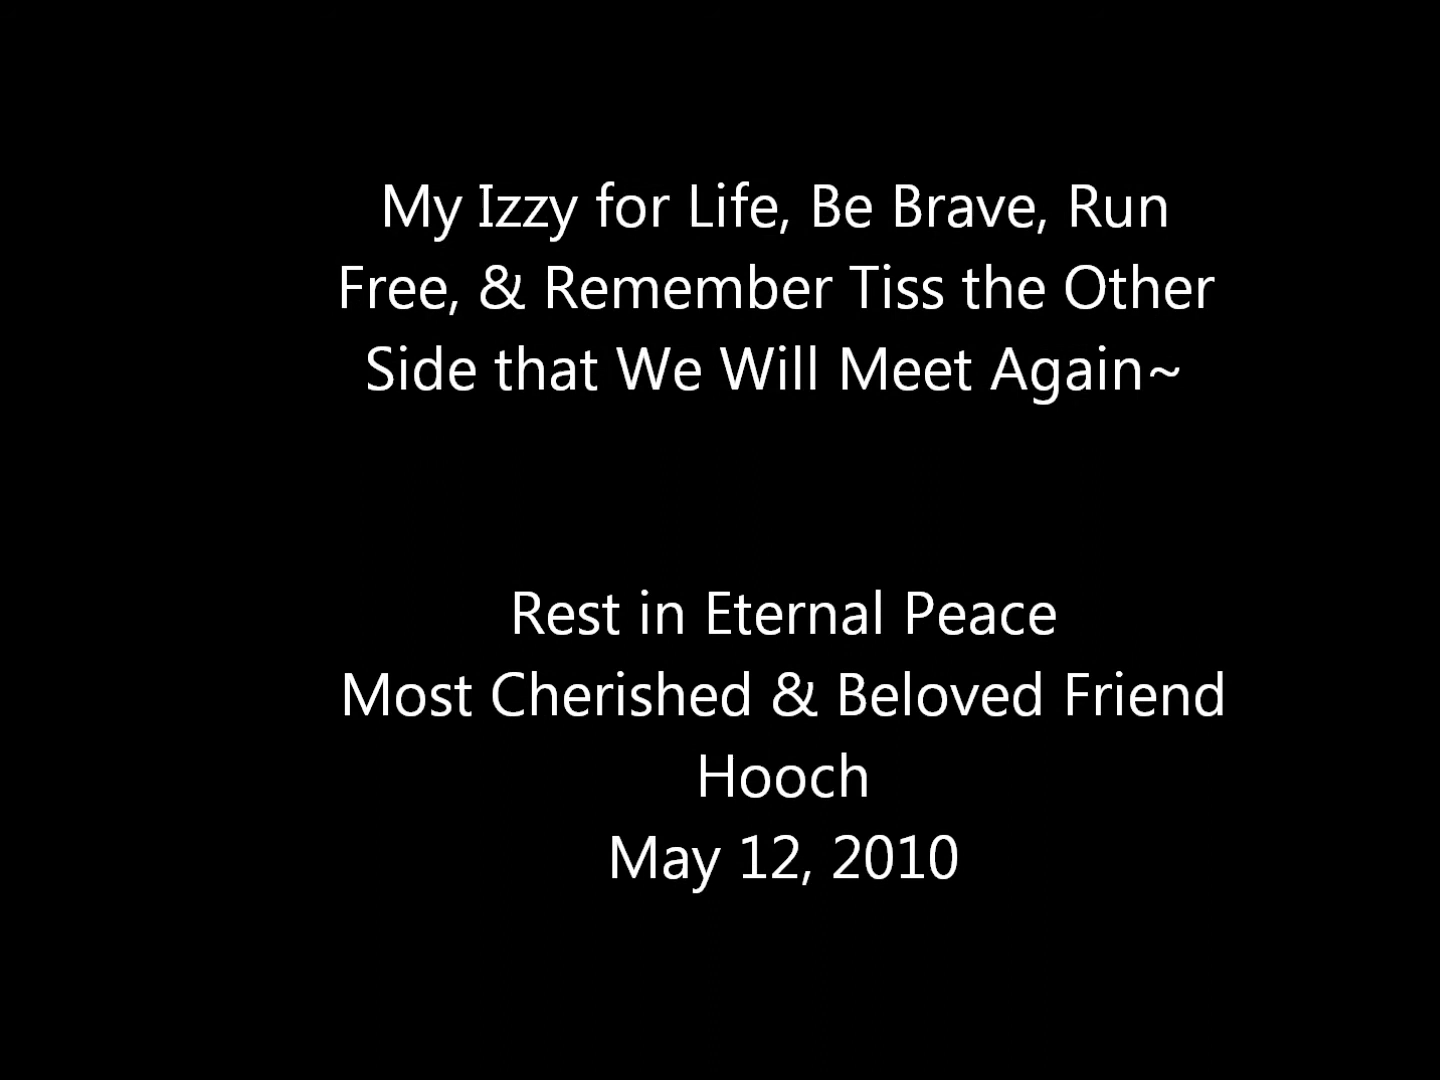 My Izzy for Life, Be Brave, Run
Free, & Remember Tiss the Other
Side that We Will Meet Again~
Rest in Eternal Peace
Most Cherished & Beloved Friend
Hooch
May 12, 2010